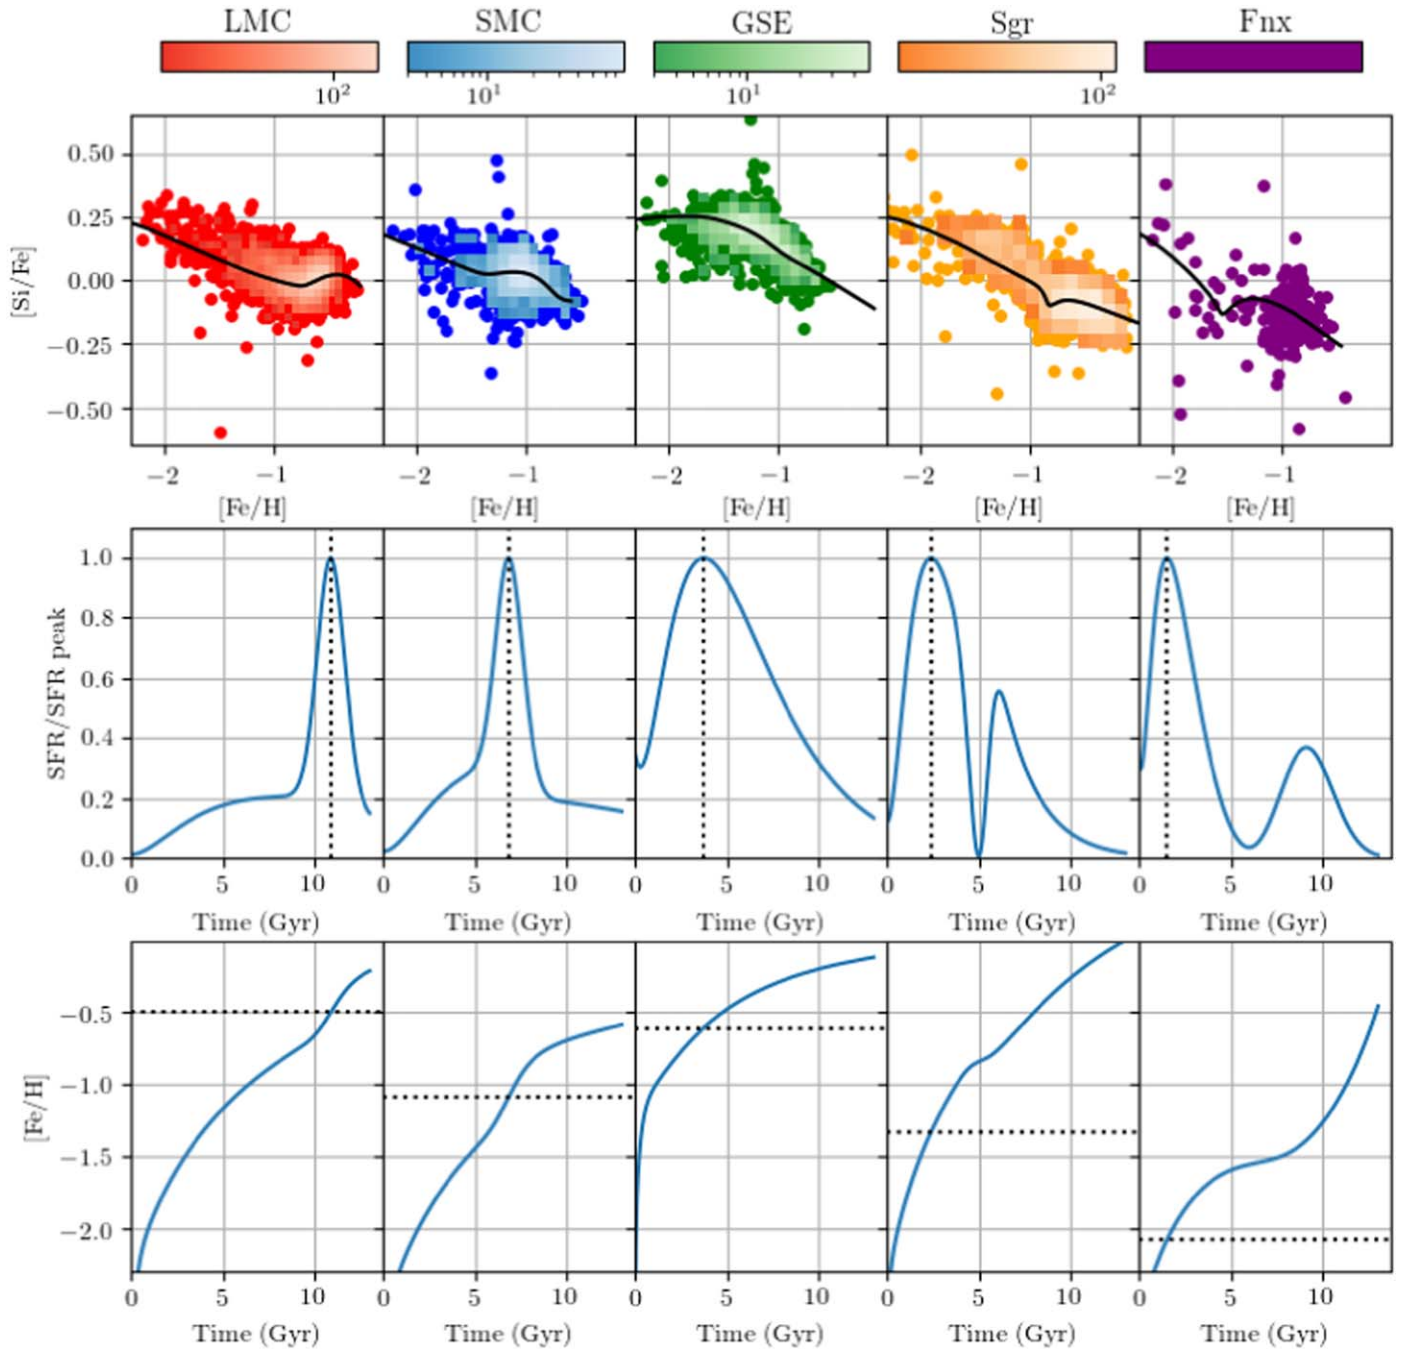 LMC SMC GSE Sgr Fnx
10² 10¹ 10¹ 10²
[Si/Fe]
0.50
0.25
0.00
−0.25
−0.50
−2 −1 −2 −1 −2 −1 −2 −1 −2 −1
[Fe/H] [Fe/H] [Fe/H] [Fe/H] [Fe/H]
SFR/SFR peak
1.0
0.8
0.6
0.4
0.2
0.0
0 5 10 0 5 10 0 5 10 0 5 10 0 5 10
Time (Gyr) Time (Gyr) Time (Gyr) Time (Gyr) Time (Gyr)
[Fe/H]
−0.5
−1.0
−1.5
−2.0
0 5 10 0 5 10 0 5 10 0 5 10 0 5 10
Time (Gyr) Time (Gyr) Time (Gyr) Time (Gyr) Time (Gyr)